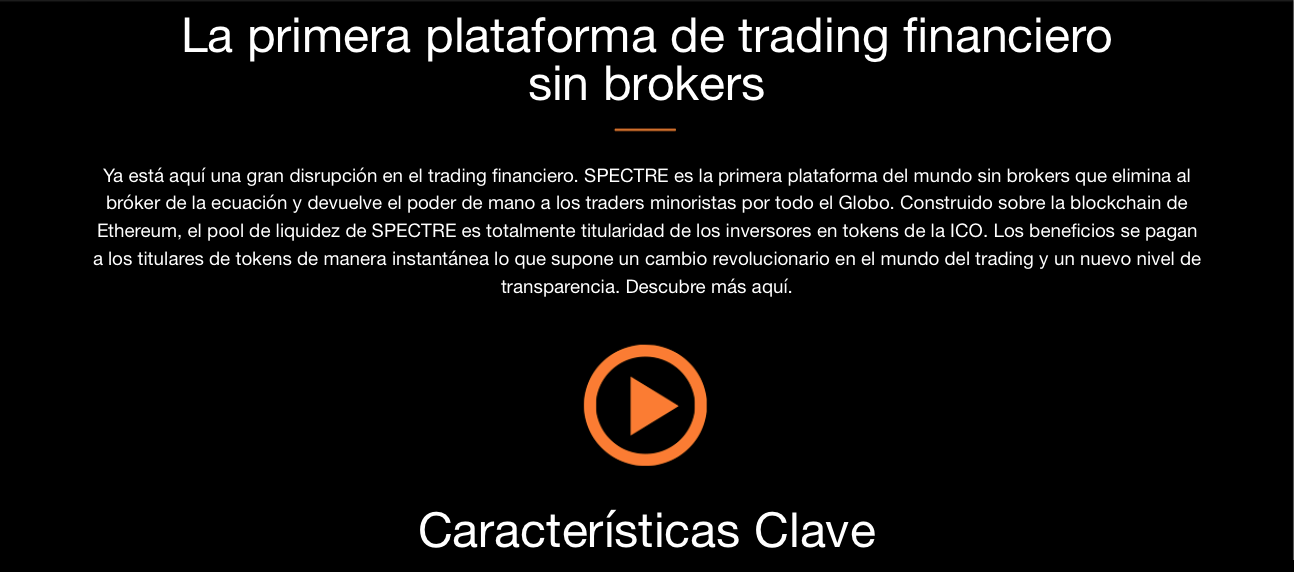 La primera plataforma de trading financiero
sin brokers
Ya está aquí una gran disrupción en el trading financiero. SPECTRE es la primera plataforma del mundo sin brokers que elimina al
bróker de la ecuación y devuelve el poder de mano a los traders minoristas por todo el Globo. Construido sobre la blockchain de
Ethereum, el pool de liquidez de SPECTRE es totalmente titularidad de los inversores en tokens de la ICO. Los beneficios se pagan
a los titulares de tokens de manera instantánea lo que supone un cambio revolucionario en el mundo del trading y un nuevo nivel de
transparencia. Descubre más aquí.
Características Clave